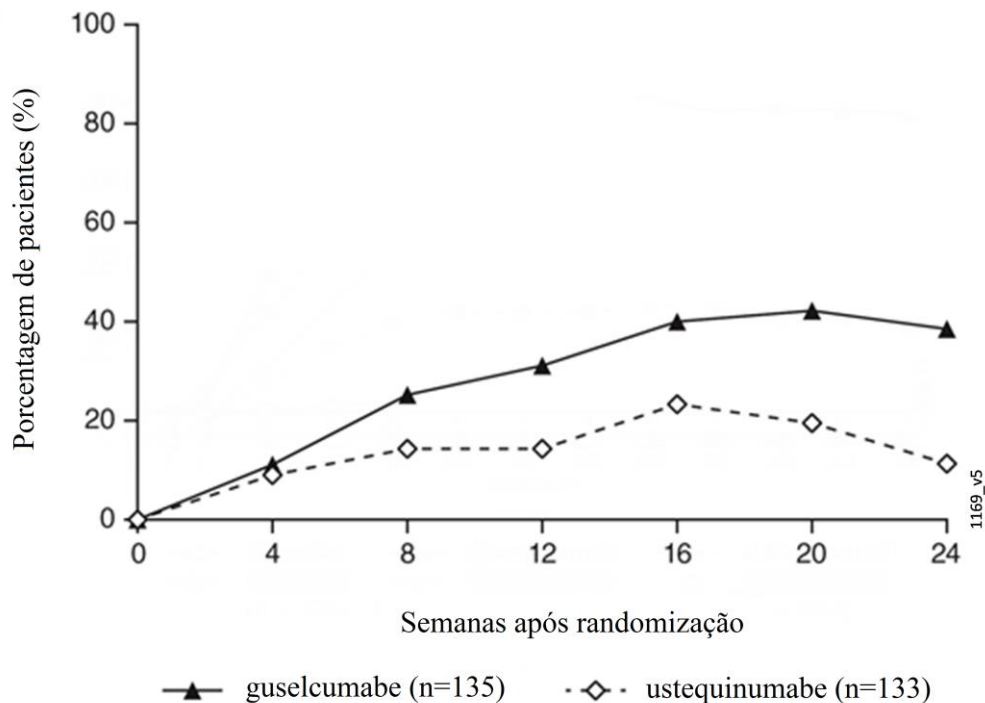 Porcentagem de pacientes (%)
100
80
60
40
20
0
0 4 8 12 16 20 24
1169_v5
Semanas após randomização
guselcumabe (n=135) ustequinumabe (n=133)